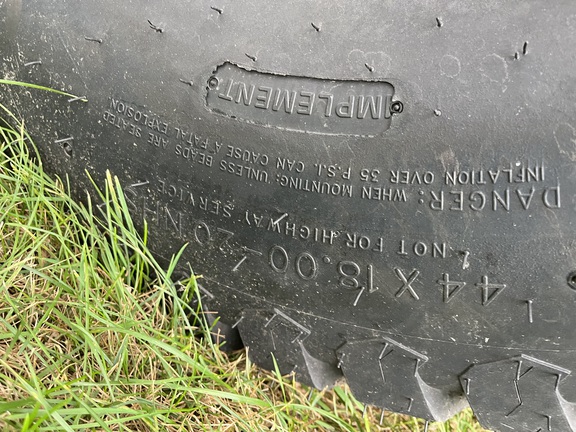 44X18.00-20 N
NOT FOR HIGHWAY SERVICE
DANGER: WHEN MOUNTING; UNLESS BEADS ARE SEATED
INFLATION OVER 35 P.S.I. CAN CAUSE A FATAL EXPLOSION
IMPLEMENT